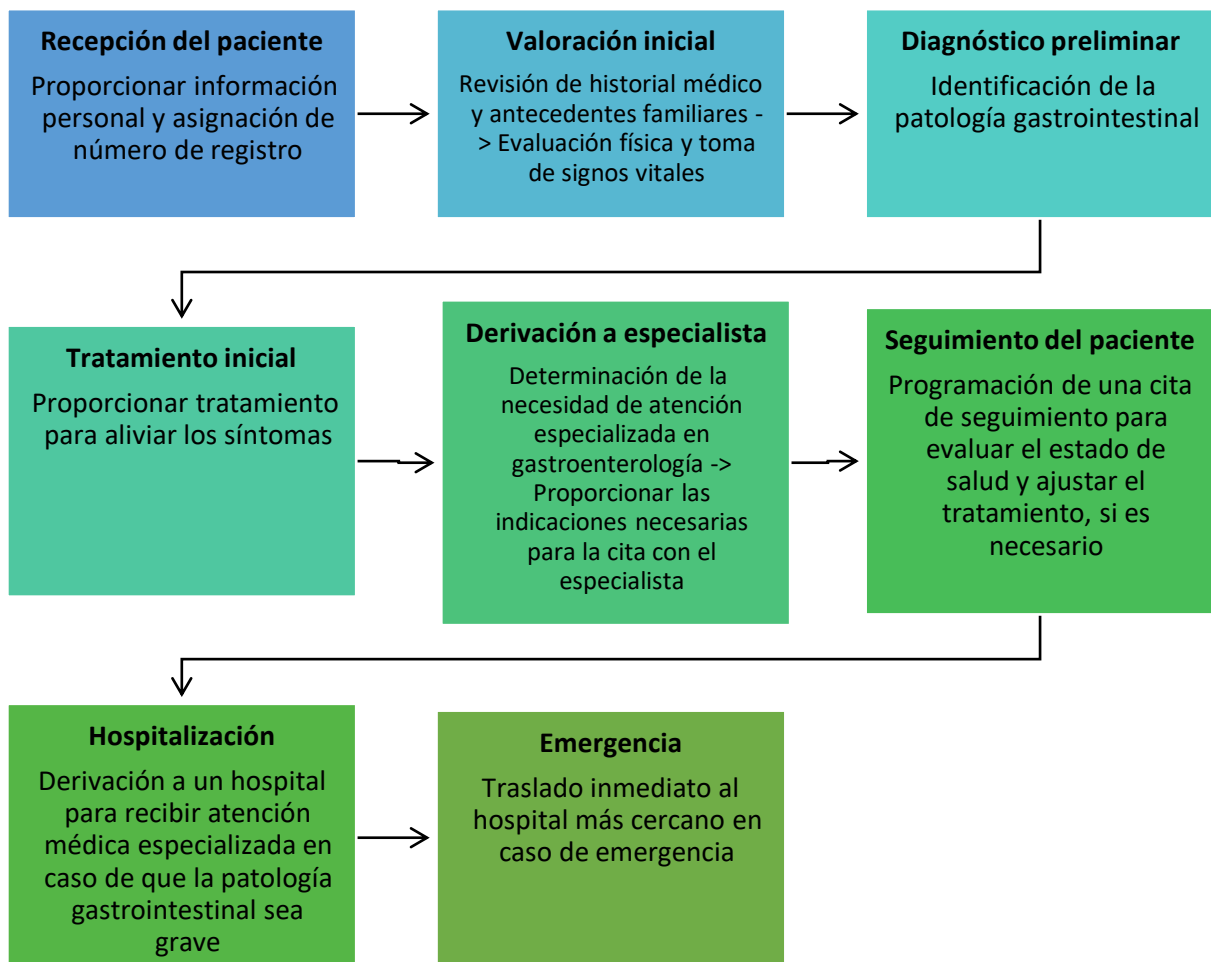 Recepción del paciente
Proporcionar información
personal y asignación de
número de registro
Valoración inicial
Revisión de historial médico
y antecedentes familiares -
> Evaluación física y toma
de signos vitales
Diagnóstico preliminar
Identificación de la
patología gastrointestinal
Tratamiento inicial
Proporcionar tratamiento
para aliviar los síntomas
Derivación a especialista
Determinación de la
necesidad de atención
especializada en
gastroenterología ->
Proporcionar las
indicaciones necesarias
para la cita con el
especialista
Seguimiento del paciente
Programación de una cita
de seguimiento para
evaluar el estado de
salud y ajustar el
tratamiento, si es
necesario
Hospitalización
Derivación a un hospital
para recibir atención
médica especializada en
caso de que la patología
gastrointestinal sea
grave
Emergencia
Traslado inmediato al
hospital más cercano en
caso de emergencia